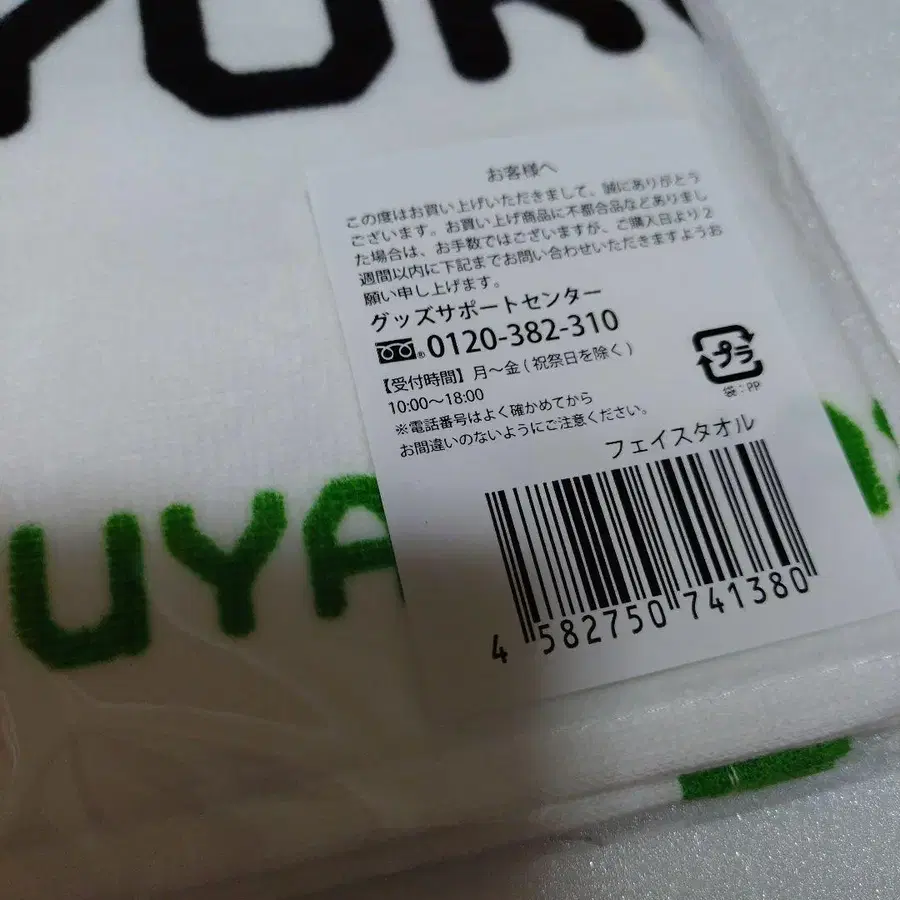 お客様へ
この度はお買い上げいただきまして、誠にありがとう
ございます。お買い上げ商品に不都合品などありまし
た場合は、お手数ではございますが、ご購入日より2
週間以内に下記までお問い合わせいただきますようお
願い申し上げます。
グッズサポートセンター
0120-382-310
【受付時間】月～金(祝祭日を除く)
10:00～18:00
※電話番号はよく確かめてから
お間違いのないようにご注意ください。
プラ
袋:PP
フェイスタオル
4 582750 741380
UYA